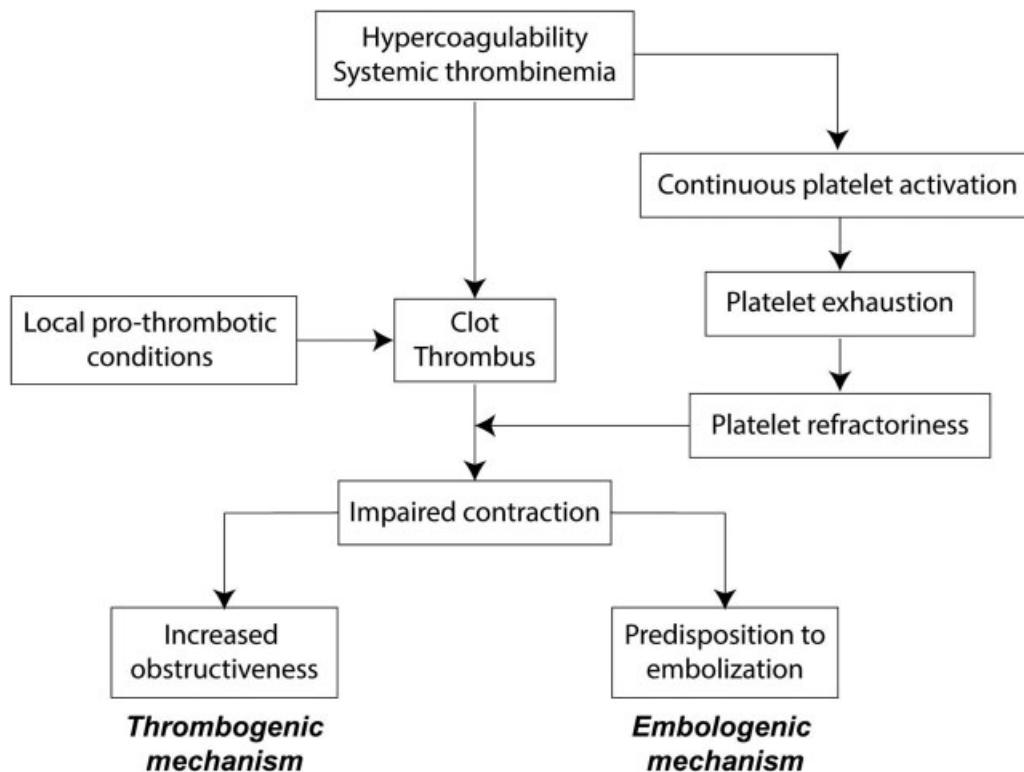 Hypercoagulability
Systemic thrombinemia
Continuous platelet activation
Platelet exhaustion
Local pro-thrombotic
conditions
Clot
Thrombus
Platelet refractoriness
Impaired contraction
Increased
obstructiveness
Predisposition to
embolization
Thrombogenic
mechanism
Embologenic
mechanism